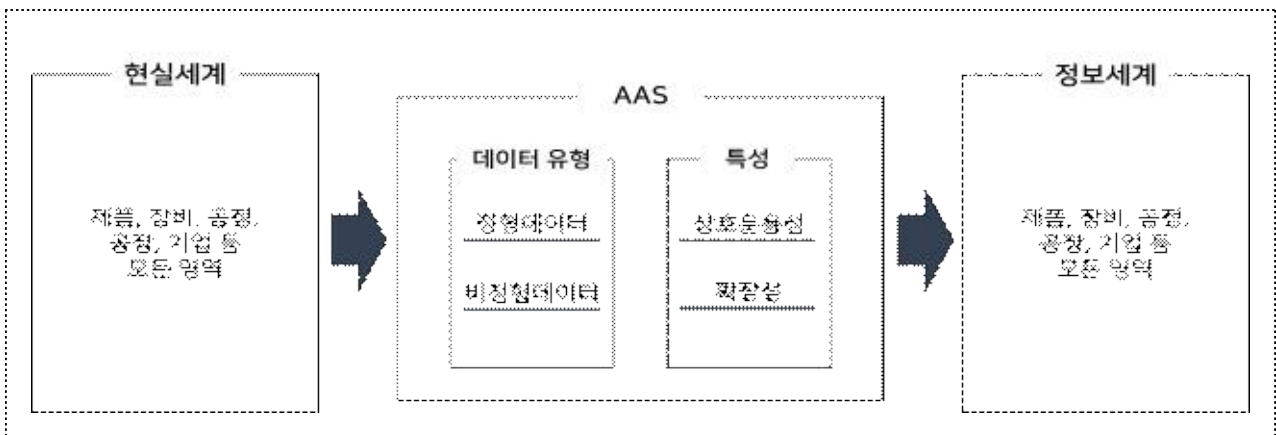 현실세계
제품, 장비, 공정,
공장, 기업 등
모든 영역
AAS
데이터 유형
정형데이터
비정형데이터
특성
상호운용성
확장성
정보세계
제품, 장비, 공정,
공장, 기업 등
모든 영역